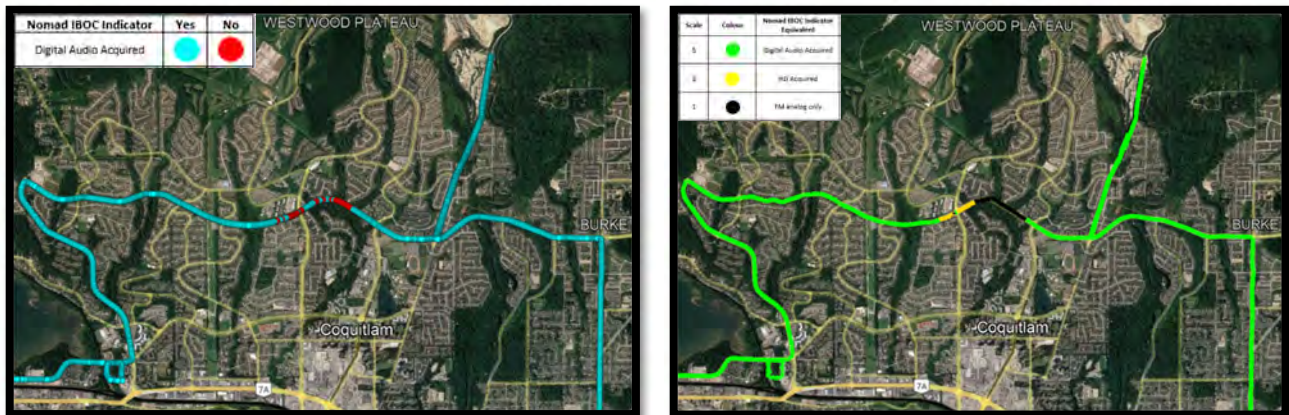 Nomad IBOC Indicator Yes No
Digital Audio Acquired
WESTWOOD PLATEAU
BURKE
Coquitlam
7A
Scale Colour Nomad IBOC Indicator
Equivalent
5 Digital Audio Acquired
HD Acquired
1 FM analog only
WESTWOOD PLATEAU
BURKE
Coquitlam
7A